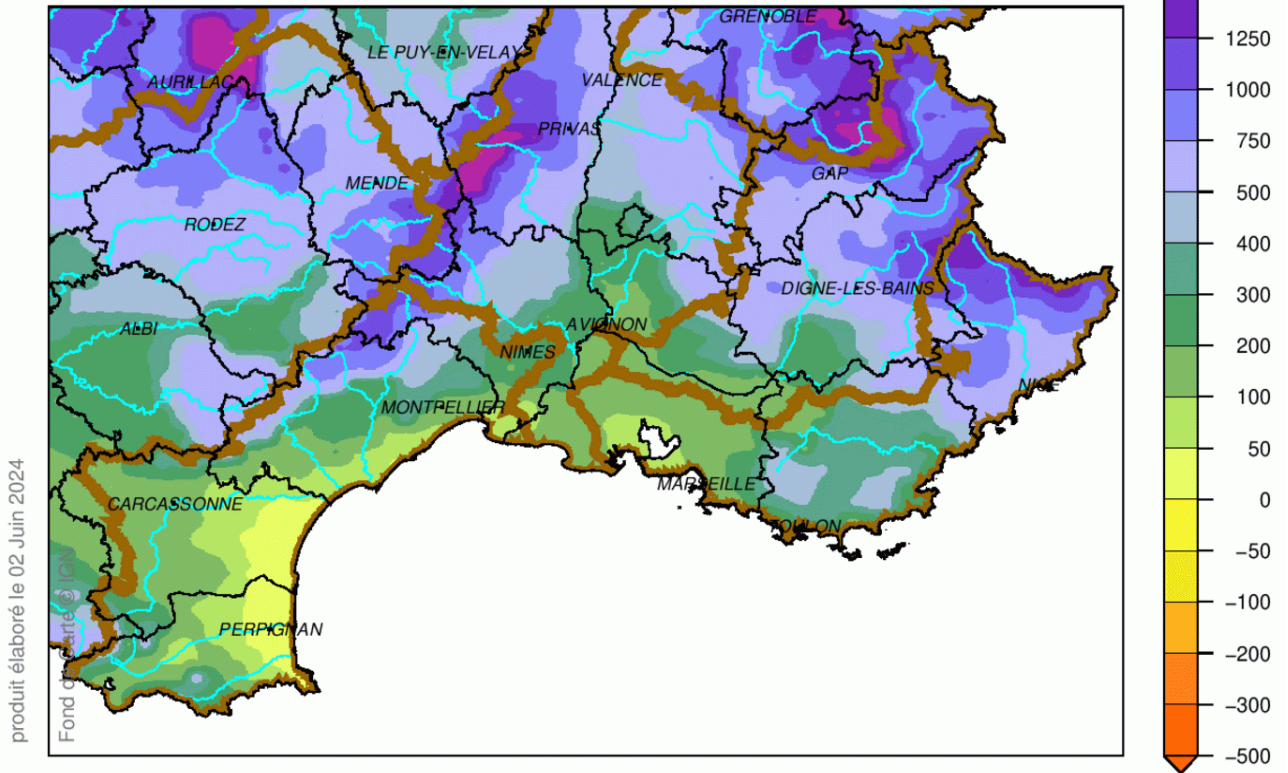 GRENOBLE
LE PUY-EN-VELAY
AURILLAC
VALENCE
PRIVAS
GAP
MENDE
RODEZ
DIGNE-LES-BAINS
ALBI
AVIGNON
NIMES
NICE
MONTPELLIER
MARSEILLE
CARCASSONNE
TOULON
PERPIGNAN
1250
1000
750
500
400
300
200
100
50
0
−50
−100
−200
−300
−500
produit élaboré le 02 Juin 2024
Fond de carte © IGN